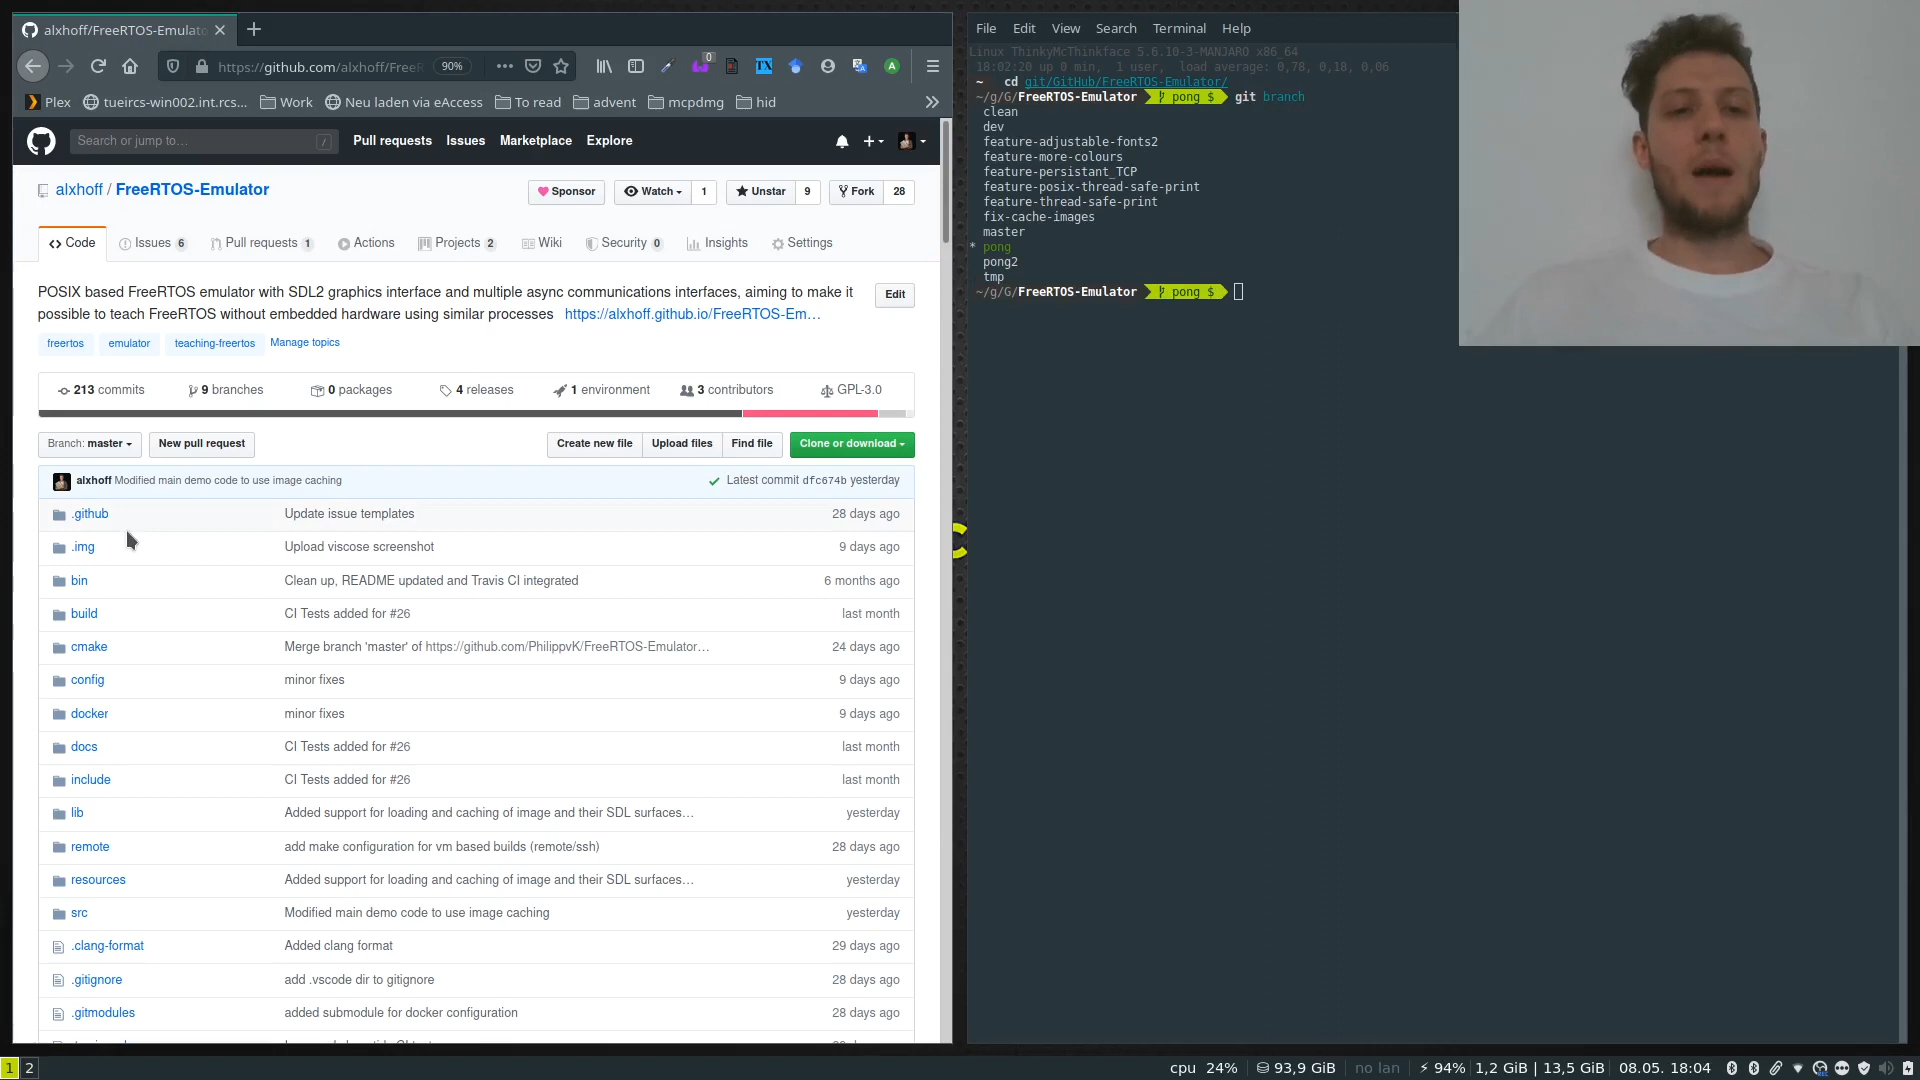 alxhoff/FreeRTOS-Emulato
https://github.com/alxhoff/FreeR
90%
0
TX
A
Plex
tueircs-win002.int.rcs...
Work
Neu laden via eAccess
To read
advent
mcpdmg
hid
Search or jump to...
/
Pull requests
Issues
Marketplace
Explore
alxhoff / FreeRTOS-Emulator
Sponsor
Watch
1
Unstar
9
Fork
28
Code
Issues 6
Pull requests 1
Actions
Projects 2
Wiki
Security 0
Insights
Settings
POSIX based FreeRTOS emulator with SDL2 graphics interface and multiple async communications interfaces, aiming to make it
possible to teach FreeRTOS without embedded hardware using similar processes https://alxhoff.github.io/FreeRTOS-Em...
Edit
freertos
emulator
teaching-freertos
Manage topics
213 commits
9 branches
0 packages
4 releases
1 environment
3 contributors
GPL-3.0
Branch: master
New pull request
Create new file
Upload files
Find file
Clone or download
alxhoff Modified main demo code to use image caching
Latest commit dfc674b yesterday
.github Update issue templates 28 days ago
.img Upload viscose screenshot 9 days ago
bin Clean up, README updated and Travis CI integrated 6 months ago
build CI Tests added for #26 last month
cmake Merge branch 'master' of https://github.com/PhilippvK/FreeRTOS-Emulator... 24 days ago
config minor fixes 9 days ago
docker minor fixes 9 days ago
docs CI Tests added for #26 last month
include CI Tests added for #26 last month
lib Added support for loading and caching of image and their SDL surfaces... yesterday
remote add make configuration for vm based builds (remote/ssh) 28 days ago
resources Added support for loading and caching of image and their SDL surfaces... yesterday
src Modified main demo code to use image caching yesterday
.clang-format Added clang format 29 days ago
.gitignore add .vscode dir to gitignore 28 days ago
.gitmodules added submodule for docker configuration 28 days ago
File Edit View Search Terminal Help
Linux ThinkyMcThinkface 5.6.10-3-MANJARO x86_64
18:02:20 up 0 min, 1 user, load average: 0,78, 0,18, 0,06
~ cd git/GitHub/FreeRTOS-Emulator/
~/g/G/FreeRTOS-Emulator pong $ git branch
clean
dev
feature-adjustable-fonts2
feature-more-colours
feature-persistant_TCP
feature-posix-thread-safe-print
feature-thread-safe-print
fix-cache-images
master
* pong
pong2
tmp
~/g/G/FreeRTOS-Emulator pong $
1 2
cpu 24%
93,9 GiB
no lan
94%
1,2 GiB | 13,5 GiB
08.05. 18:04